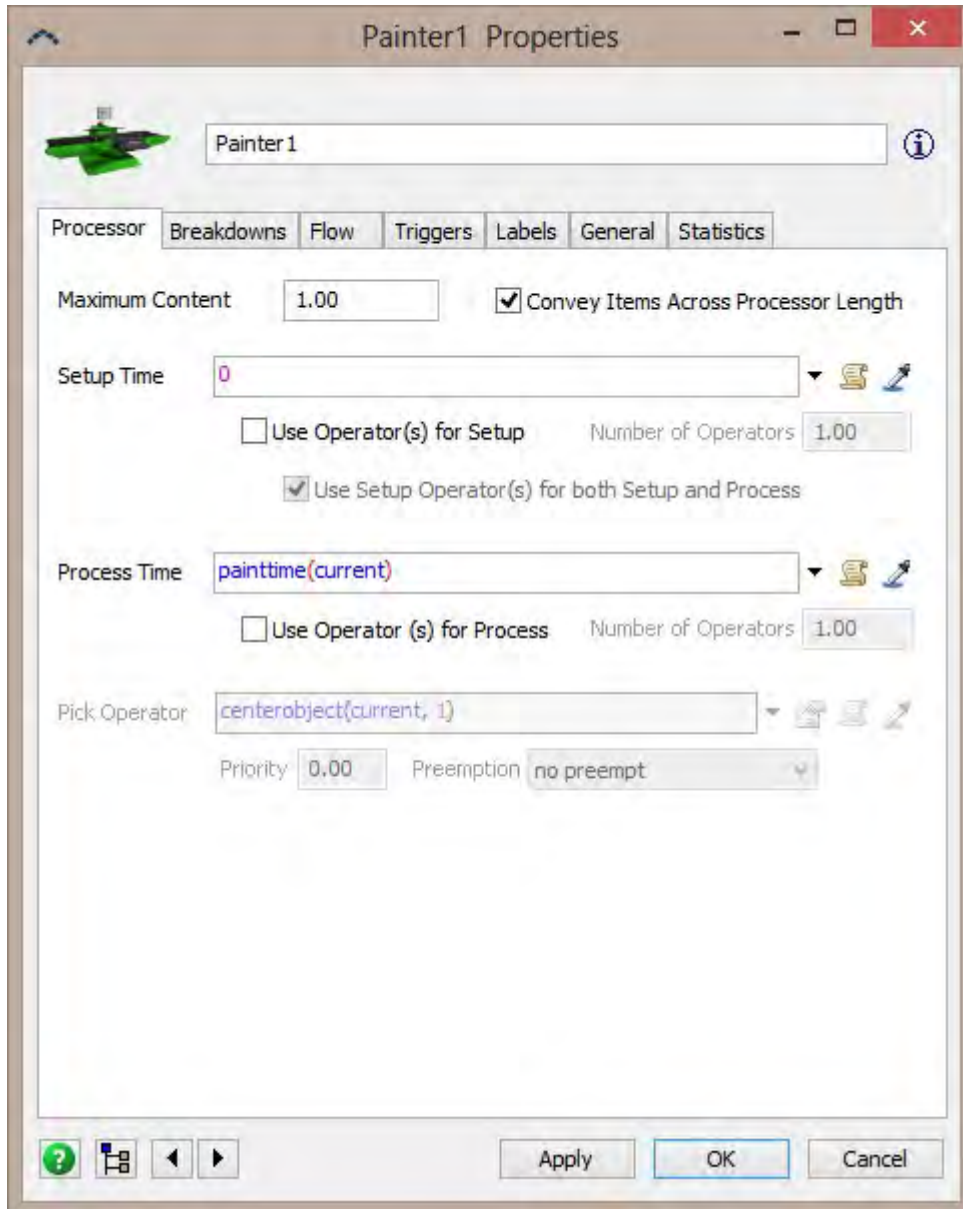 Painter1 Properties
Painter1
Processor Breakdowns Flow Triggers Labels General Statistics
Maximum Content 1.00 Convey Items Across Processor Length
Setup Time 0
Use Operator(s) for Setup Number of Operators 1.00
Use Setup Operator(s) for both Setup and Process
Process Time painttime(current)
Use Operator (s) for Process Number of Operators 1.00
Pick Operator centerobject(current, 1)
Priority 0.00 Preemption no preempt
? Apply OK Cancel